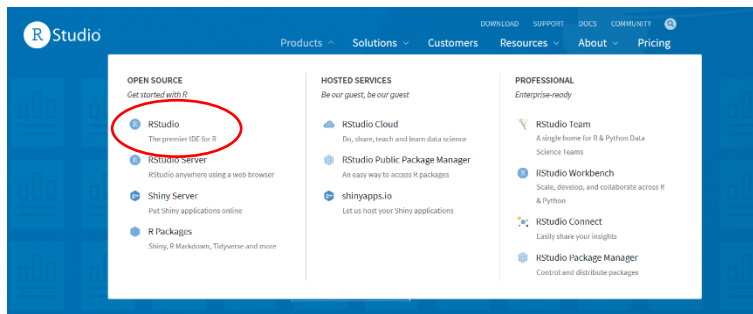 DOWNLOAD SUPPORT DOCS COMMUNITY
R Studio
Products Solutions Customers Resources About Pricing
OPEN SOURCE
Get started with R
RStudio
The premier IDE for R
RStudio Server
RStudio anywhere using a web browser
Shiny Server
Put Shiny applications online
R Packages
Shiny, R Markdown, Tidyverse and more
HOSTED SERVICES
Be our guest, be our guest
RStudio Cloud
Do, share, teach and learn data science
RStudio Public Package Manager
An easy way to access R packages
shinyapps.io
Let us host your Shiny applications
PROFESSIONAL
Enterprise-ready
RStudio Team
A single home for R & Python Data
Science Teams
RStudio Workbench
Scale, develop, and collaborate across R
& Python
RStudio Connect
Easily share your insights
RStudio Package Manager
Control and distribute packages